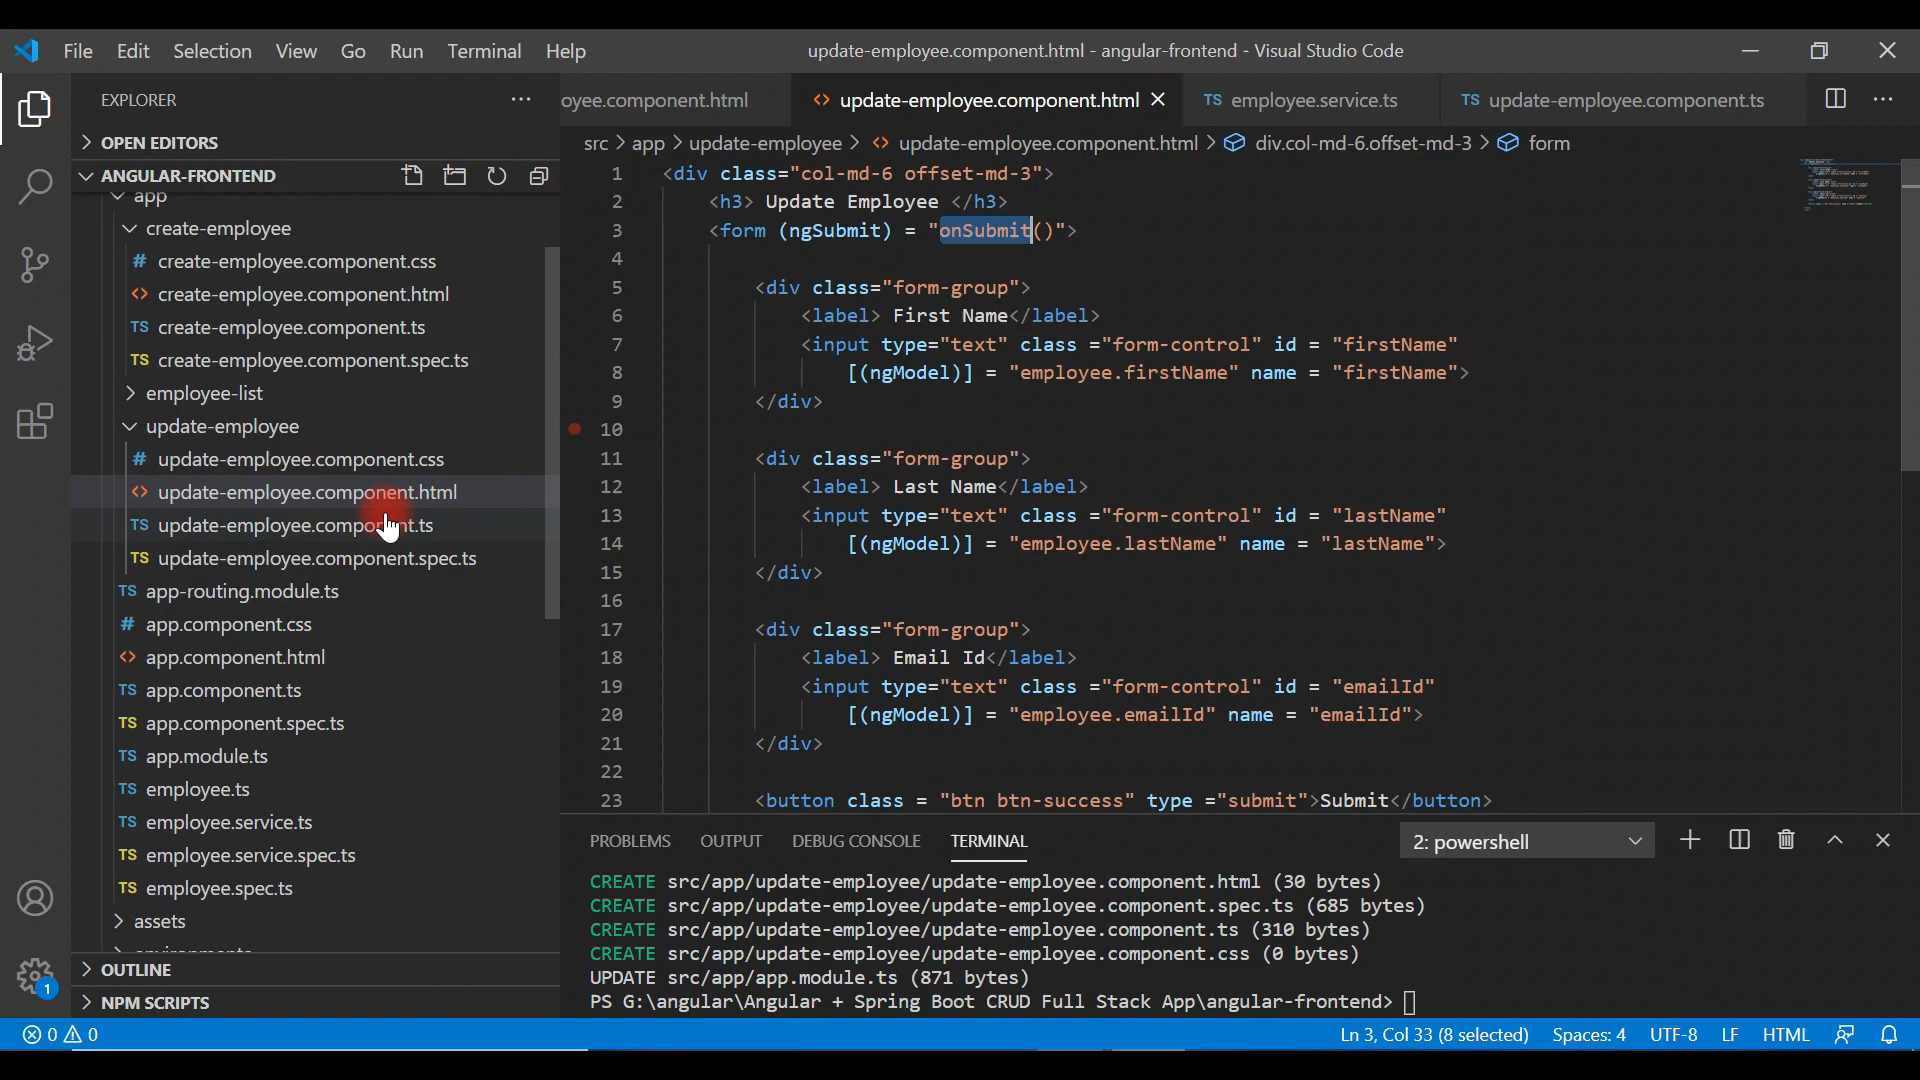 File Edit Selection View Go Run Terminal Help
update-employee.component.html - angular-frontend - Visual Studio Code
EXPLORER
OPEN EDITORS
ANGULAR-FRONTEND
app
create-employee
# create-employee.component.css
<> create-employee.component.html
TS create-employee.component.ts
TS create-employee.component.spec.ts
employee-list
update-employee
# update-employee.component.css
<> update-employee.component.html
TS update-employee.component.ts
TS update-employee.component.spec.ts
TS app-routing.module.ts
# app.component.css
<> app.component.html
TS app.component.ts
TS app.component.spec.ts
TS app.module.ts
TS employee.ts
TS employee.service.ts
TS employee.service.spec.ts
TS employee.spec.ts
assets
OUTLINE
NPM SCRIPTS
1
oyee.component.html
<> update-employee.component.html
TS employee.service.ts
TS update-employee.component.ts
src > app > update-employee > <> update-employee.component.html > div.col-md-6.offset-md-3 > form
1 <div class="col-md-6 offset-md-3">
2 <h3> Update Employee </h3>
3 <form (ngSubmit) = "onSubmit()">
4
5 <div class="form-group">
6 <label> First Name</label>
7 <input type="text" class ="form-control" id = "firstName"
8 [(ngModel)] = "employee.firstName" name = "firstName">
9 </div>
10
11 <div class="form-group">
12 <label> Last Name</label>
13 <input type="text" class ="form-control" id = "lastName"
14 [(ngModel)] = "employee.lastName" name = "lastName">
15 </div>
16
17 <div class="form-group">
18 <label> Email Id</label>
19 <input type="text" class ="form-control" id = "emailId"
20 [(ngModel)] = "employee.emailId" name = "emailId">
21 </div>
22
23 <button class = "btn btn-success" type ="submit">Submit</button>
PROBLEMS OUTPUT DEBUG CONSOLE TERMINAL
2: powershell
CREATE src/app/update-employee/update-employee.component.html (30 bytes)
CREATE src/app/update-employee/update-employee.component.spec.ts (685 bytes)
CREATE src/app/update-employee/update-employee.component.ts (310 bytes)
CREATE src/app/update-employee/update-employee.component.css (0 bytes)
UPDATE src/app/app.module.ts (871 bytes)
PS G:\angular\Angular + Spring Boot CRUD Full Stack App\angular-frontend>
0 0
Ln 3, Col 33 (8 selected) Spaces: 4 UTF-8 LF HTML